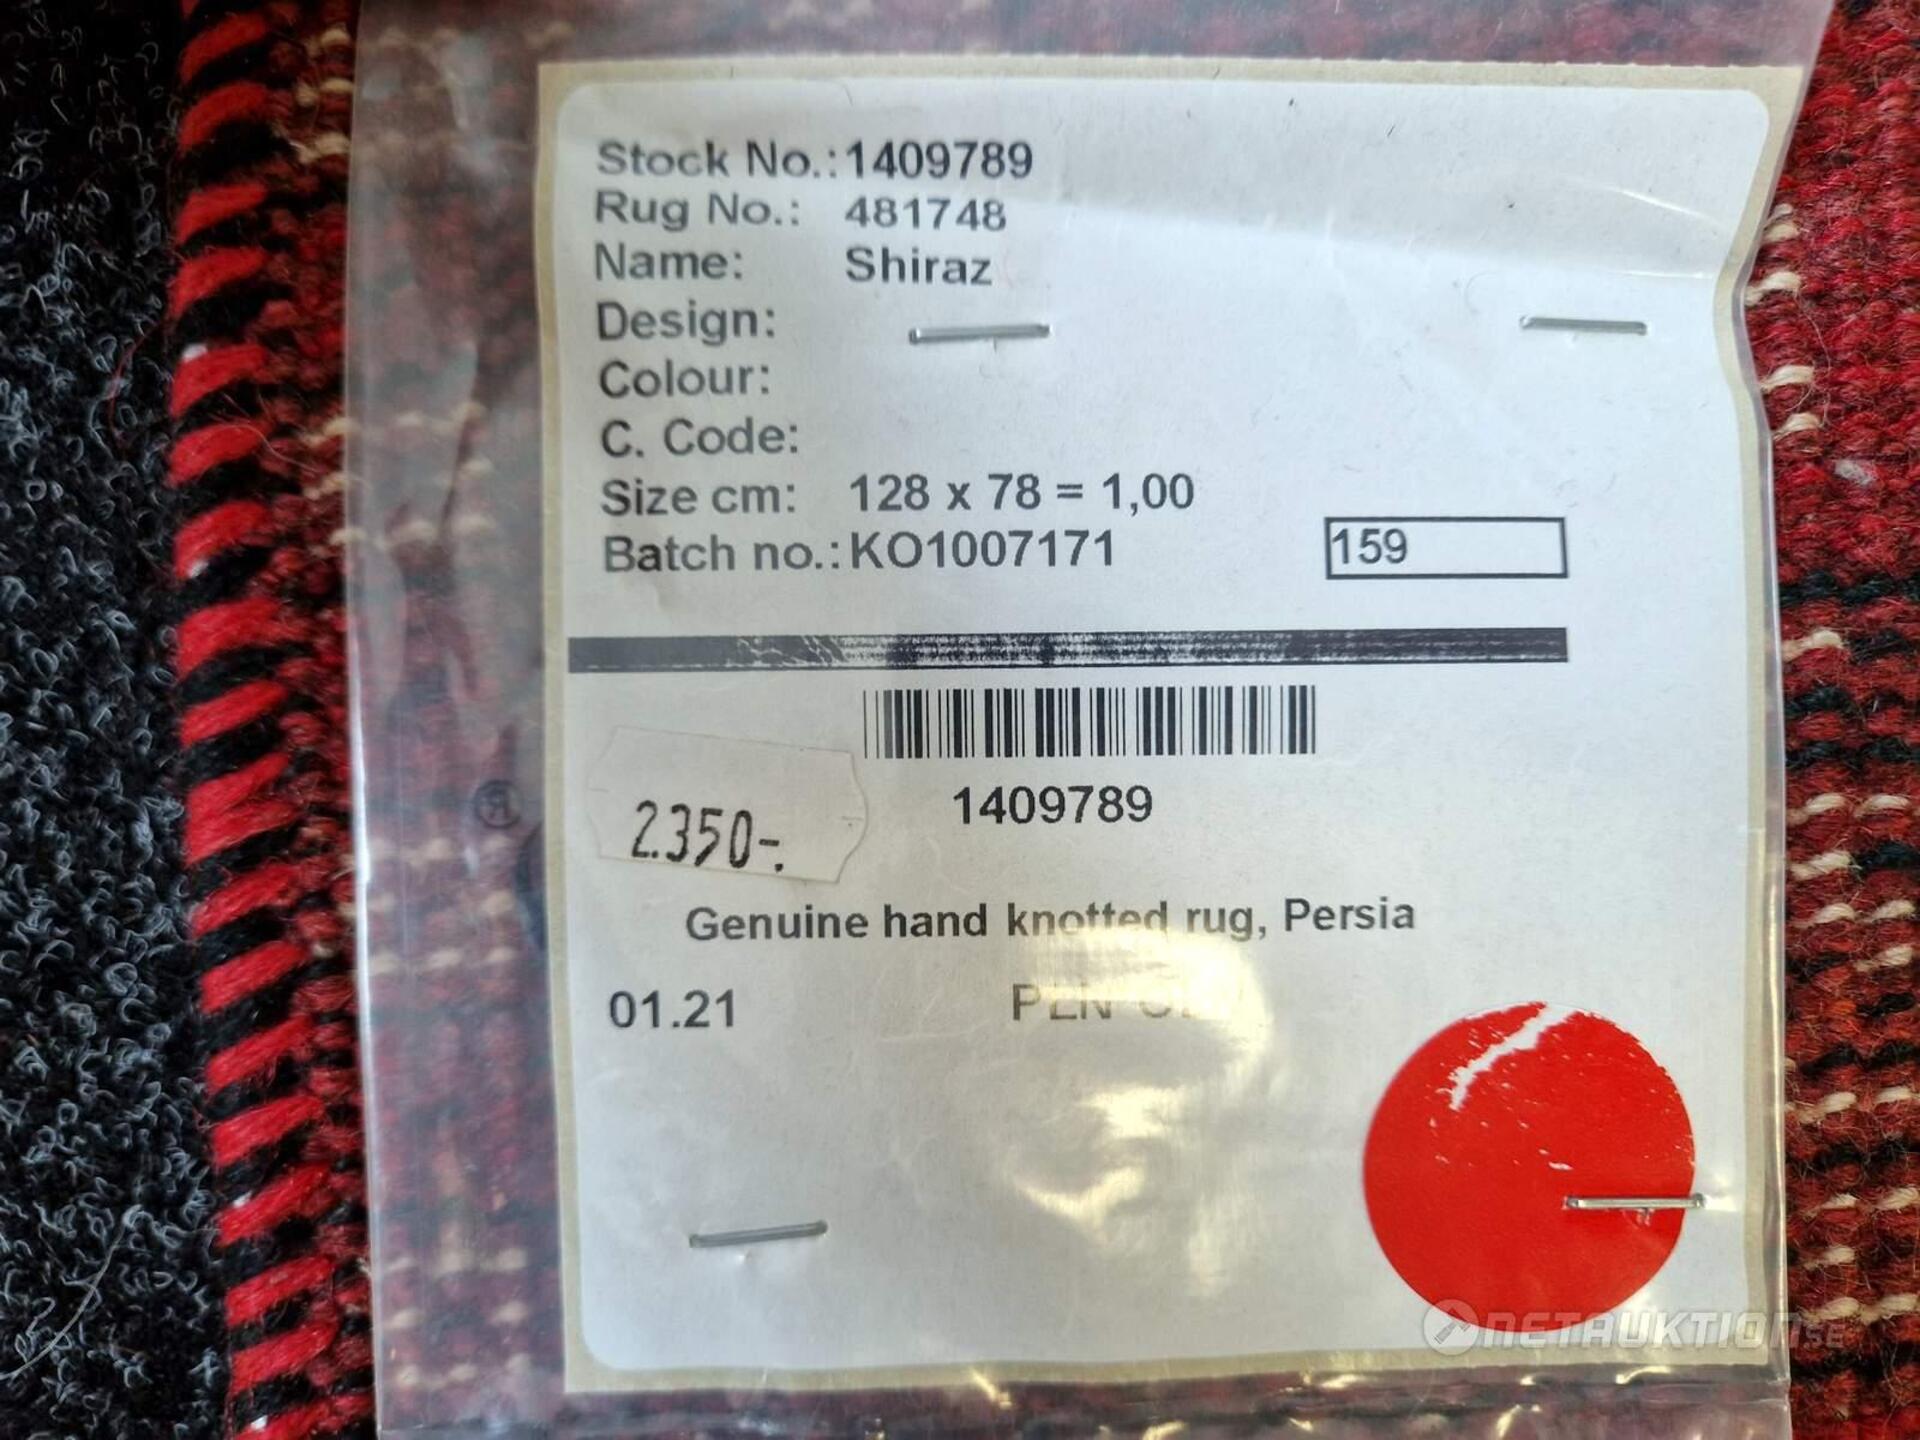 Stock No.: 1409789
Rug No.: 481748
Name: Shiraz
Design:
Colour:
C. Code:
Size cm: 128 x 78 = 1,00
Batch no.: KO1007171
159
1409789
2.350-.
Genuine hand knotted rug, Persia
01.21
NETAUKTION.SE